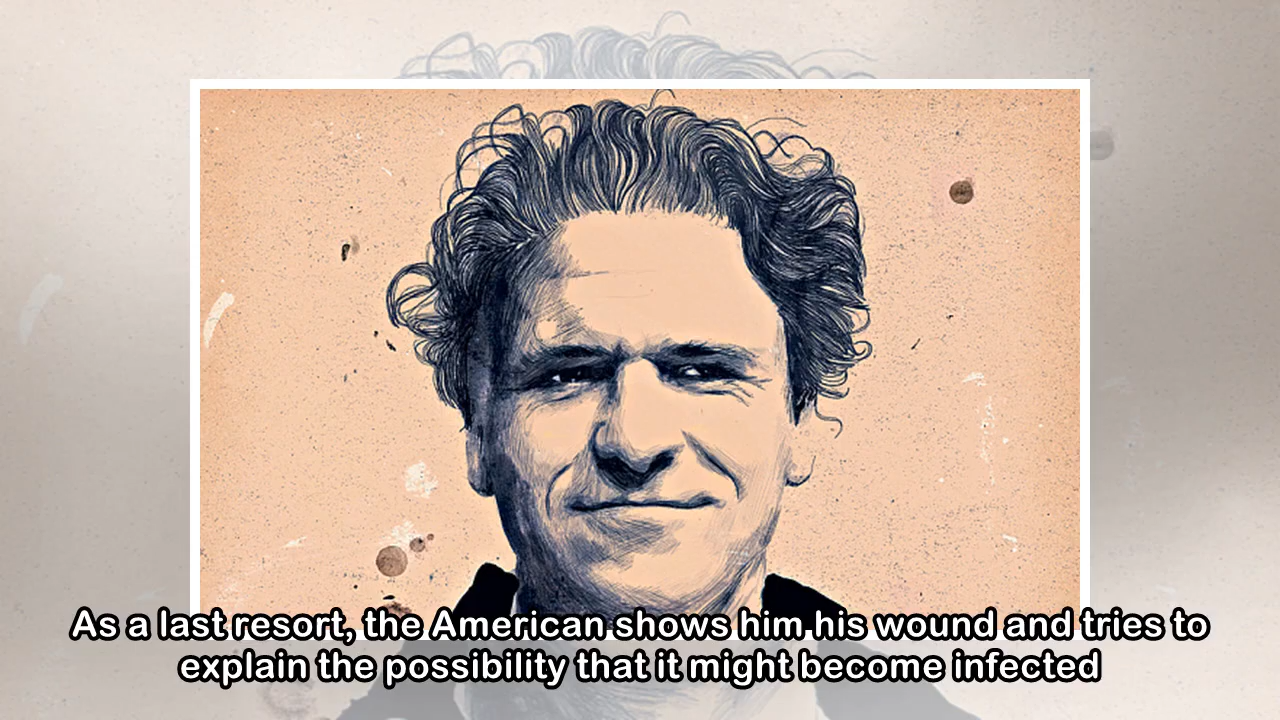 As a last resort, the American shows him his wound and tries to
explain the possibility that it might become infected